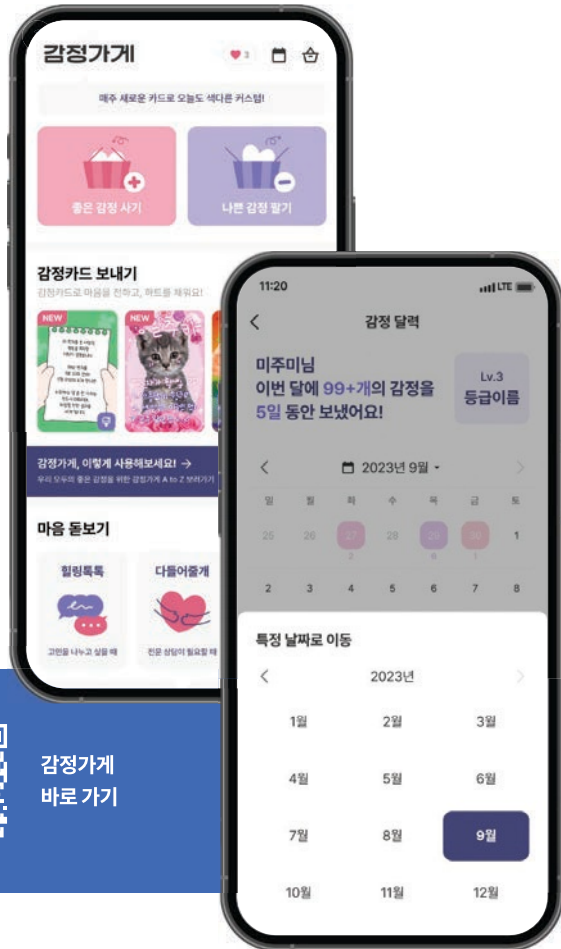 감정가게
3
매주 새로운 카드로 오늘도 색다른 커스텀!
좋은 감정 사기
나쁜 감정 팔기
감정카드 보내기
감정카드로 마음을 전하고, 하트를 채워요!
NEW
NEW
감정가게, 이렇게 사용해보세요! →
우리 모두의 좋은 감정을 위한 감정가게 A to Z 보러가기
마음 돋보기
힐링톡톡
다들어줄개
고민을 나누고 싶을 때
전문 상담이 필요할 때
감정가게
바로 가기
11:20
LTE
감정 달력
미주미님
이번 달에 99+개의 감정을
5일 동안 보냈어요!
Lv.3
등급이름
2023년 9월
일 월 화 수 목 금 토
25 26 27 28 29 30 1
2 6 1
2 3 4 5 6 7 8
특정 날짜로 이동
2023년
1월 2월 3월
4월 5월 6월
7월 8월 9월
10월 11월 12월